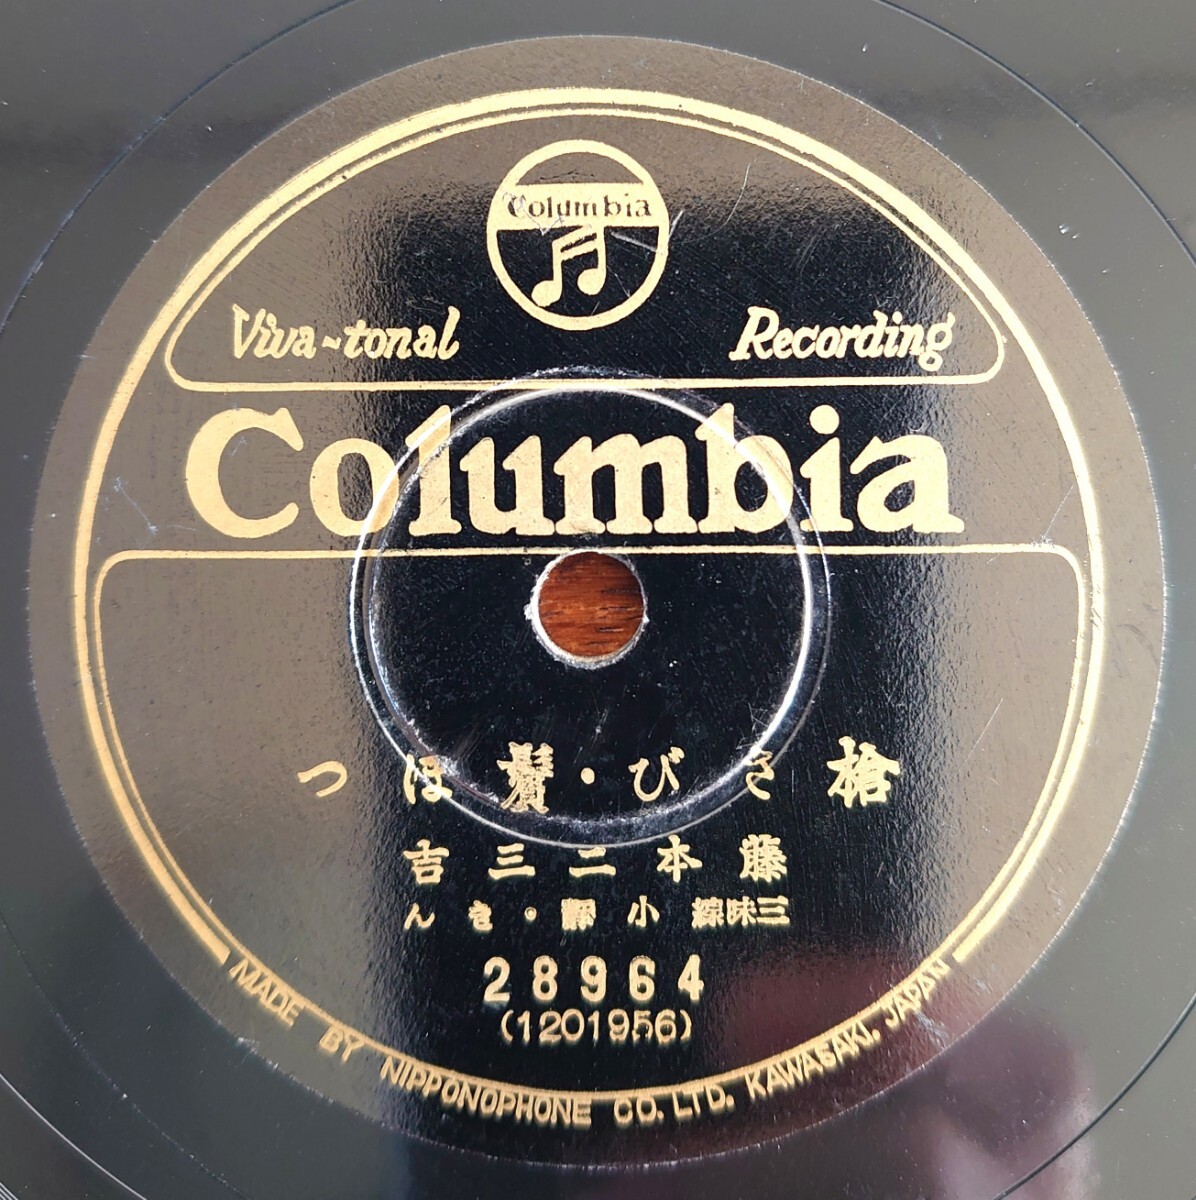 Columbia
Viva-tonal Recording
Columbia
槍さび・鬢ほつ
藤本二三吉
三味線 小靜・きん
28964
(1201956)
MADE BY NIPPONOPHONE CO. LTD. KAWASAKI. JAPAN